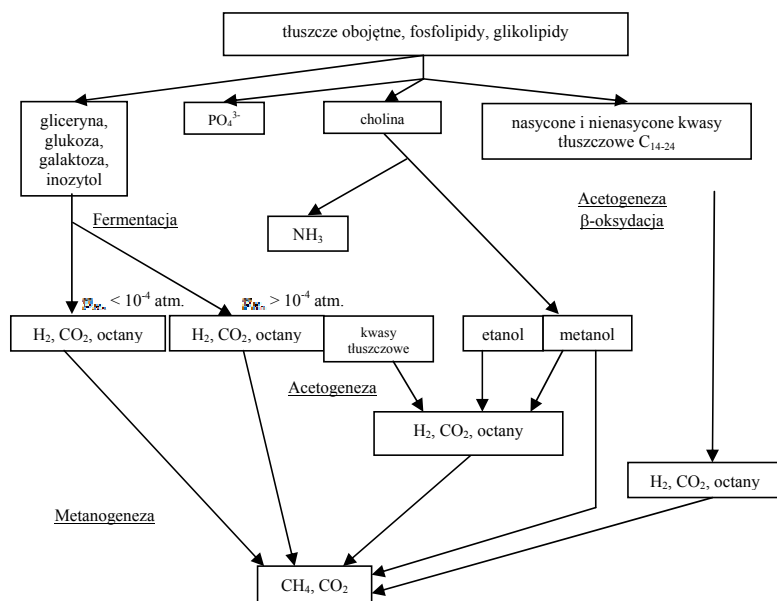 tłuszcze obojętne, fosfolipidy, glikolipidy
gliceryna,
glukoza,
galaktoza,
inozytol
PO₄³⁻
cholina
nasycone i nienasycone kwasy
tłuszczowe C₁₄₋₂₄
Fermentacja
NH₃
Acetogeneza
β-oksydacja
< 10⁻⁴ atm.
> 10⁻⁴ atm.
H₂, CO₂, octany
H₂, CO₂, octany
kwasy
tłuszczowe
etanol
metanol
Acetogeneza
H₂, CO₂, octany
H₂, CO₂, octany
Metanogeneza
CH₄, CO₂